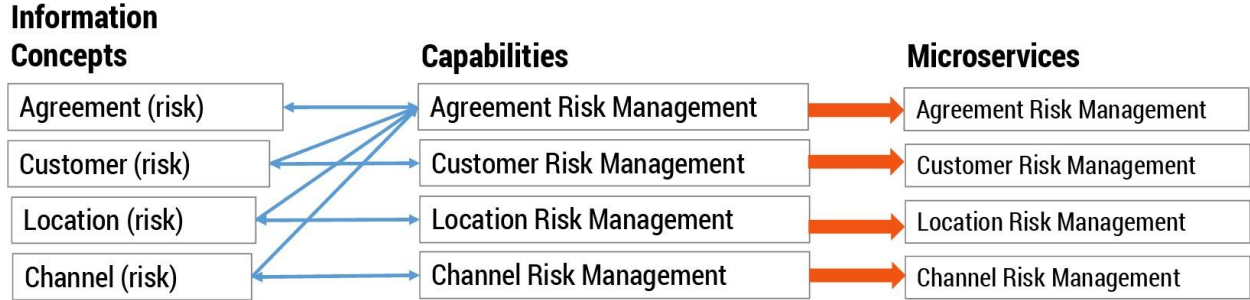 Information
Concepts
Capabilities
Microservices
Agreement (risk)
Agreement Risk Management
Agreement Risk Management
Customer (risk)
Customer Risk Management
Customer Risk Management
Location (risk)
Location Risk Management
Location Risk Management
Channel (risk)
Channel Risk Management
Channel Risk Management